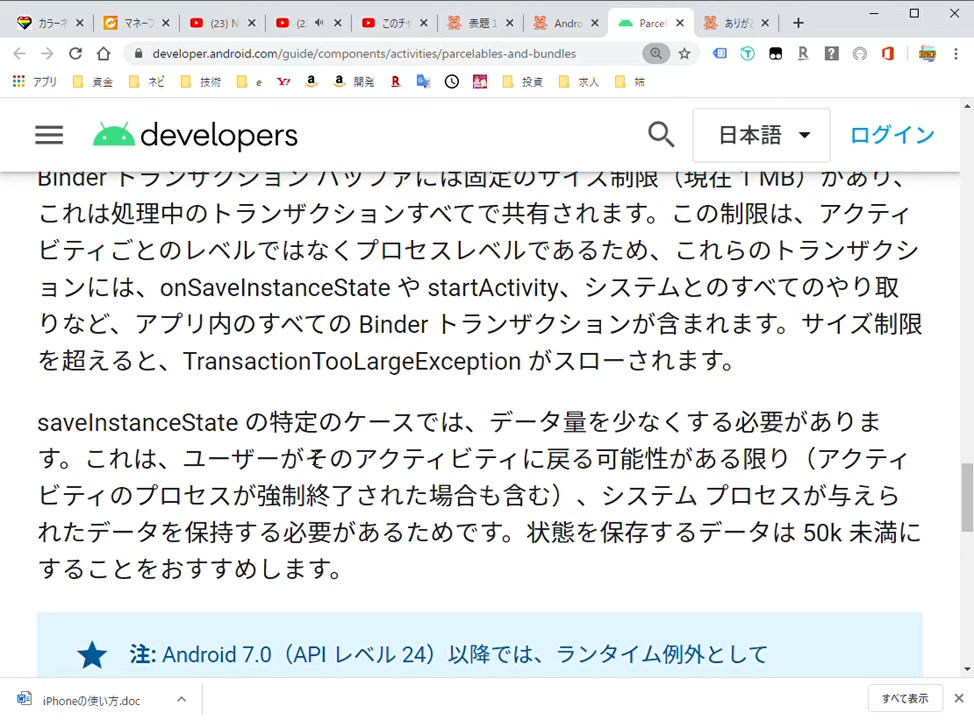 カラーネ
マネーフ
(23) N
(2
このチャ
表題1
Andro
Parcel
ありがと
developer.android.com/guide/components/activities/parcelables-and-bundles
アプリ 資金 ネビ 技術 e Y! a a 開発 R 投資 求人
developers
日本語
ログイン
Binder トランザクション バッファには固定のサイズ制限（現在 1 MB）があり、
これは処理中のトランザクションすべてで共有されます。この制限は、アクティ
ビティごとのレベルではなくプロセスレベルであるため、これらのトランザクシ
ョンには、onSaveInstanceState や startActivity、システムとのすべてのやり取
りなど、アプリ内のすべての Binder トランザクションが含まれます。サイズ制限
を超えると、TransactionTooLargeException がスローされます。
saveInstanceState の特定のケースでは、データ量を少なくする必要がありま
す。これは、ユーザーがそのアクティビティに戻る可能性がある限り（アクティ
ビティのプロセスが強制終了された場合も含む）、システム プロセスが与えら
れたデータを保持する必要があるためです。状態を保存するデータは 50k 未満に
することをおすすめします。
注: Android 7.0（API レベル 24）以降では、ランタイム例外として
iPhoneの使い方.doc
すべて表示